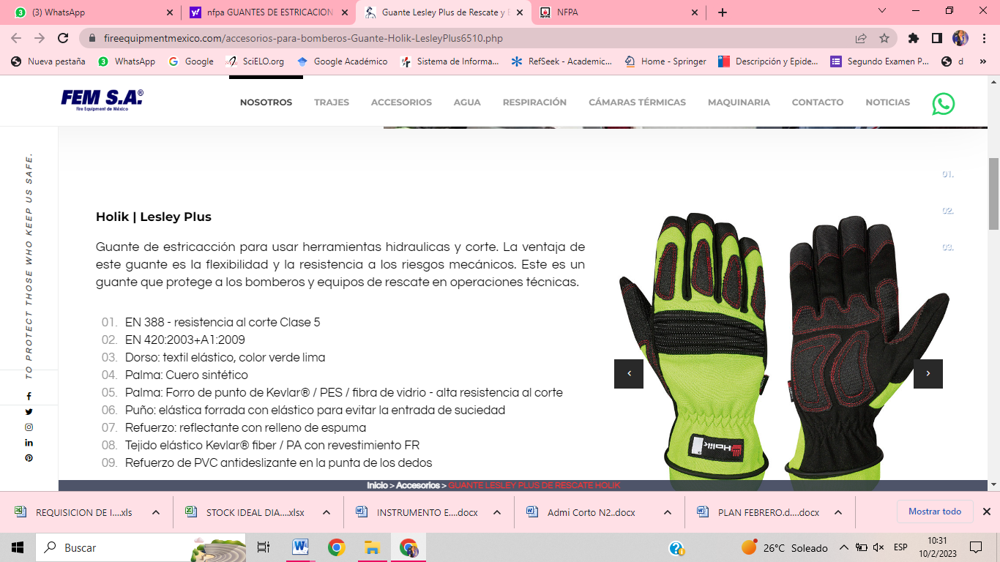 (3) WhatsApp
nfpa GUANTES DE ESTRICACION
Guante Lesley Plus de Rescate y E
NFPA
fireequipmentmexico.com/accesorios-para-bomberos-Guante-Holik-LesleyPlus6510.php
Nueva pestaña
3 WhatsApp
Google
SciELO.org
Google Académico
Sistema de Informa...
RefSeek - Academic...
Home - Springer
Descripción y Epide...
Segundo Examen P...
d
»
FEM S.A.®
Fire Equipment de México
NOSOTROS
TRAJES
ACCESORIOS
AGUA
RESPIRACIÓN
CÁMARAS TÉRMICAS
MAQUINARIA
CONTACTO
NOTICIAS
TO PROTECT THOSE WHO KEEP US SAFE.
01.
02.
03.
Holik | Lesley Plus
Guante de estricacción para usar herramientas hidraulicas y corte. La ventaja de
este guante es la flexibilidad y la resistencia a los riesgos mecánicos. Este es un
guante que protege a los bomberos y equipos de rescate en operaciones técnicas.
01. EN 388 - resistencia al corte Clase 5
02. EN 420:2003+A1:2009
03. Dorso: textil elástico, color verde lima
04. Palma: Cuero sintético
05. Palma: Forro de punto de Kevlar® / PES / fibra de vidrio - alta resistencia al corte
06. Puño: elástica forrada con elástico para evitar la entrada de suciedad
07. Refuerzo: reflectante con relleno de espuma
08. Tejido elástico Kevlar® fiber / PA con revestimiento FR
09. Refuerzo de PVC antideslizante en la punta de los dedos
Holik
Inicio > Accesorios > GUANTE LESLEY PLUS DE RESCATE HOLIK
REQUISICION DE I....xls
STOCK IDEAL DIA....xlsx
INSTRUMENTO E....docx
Admi Corto N2..docx
PLAN FEBRERO.d....docx
Mostrar todo
Buscar
26°C Soleado
ESP
10:31
10/2/2023